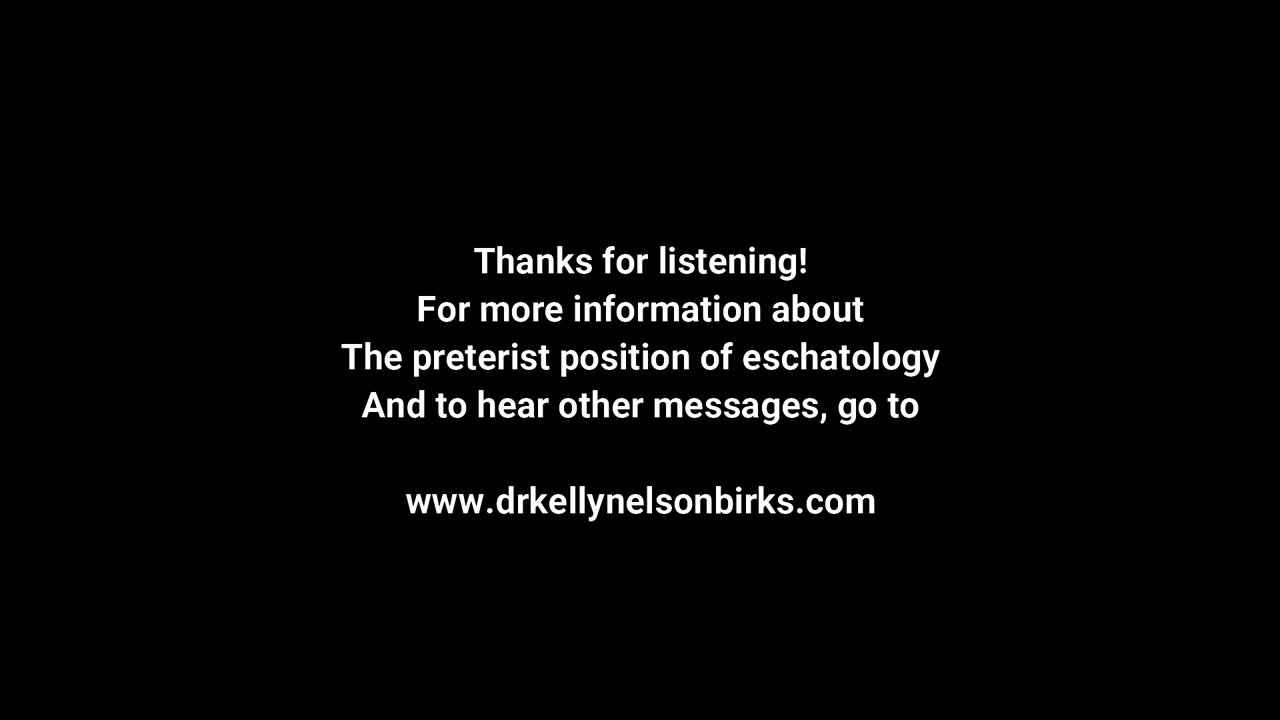 Thanks for listening!
For more information about
The preterist position of eschatology
And to hear other messages, go to
www.drkellynelsonbirks.com